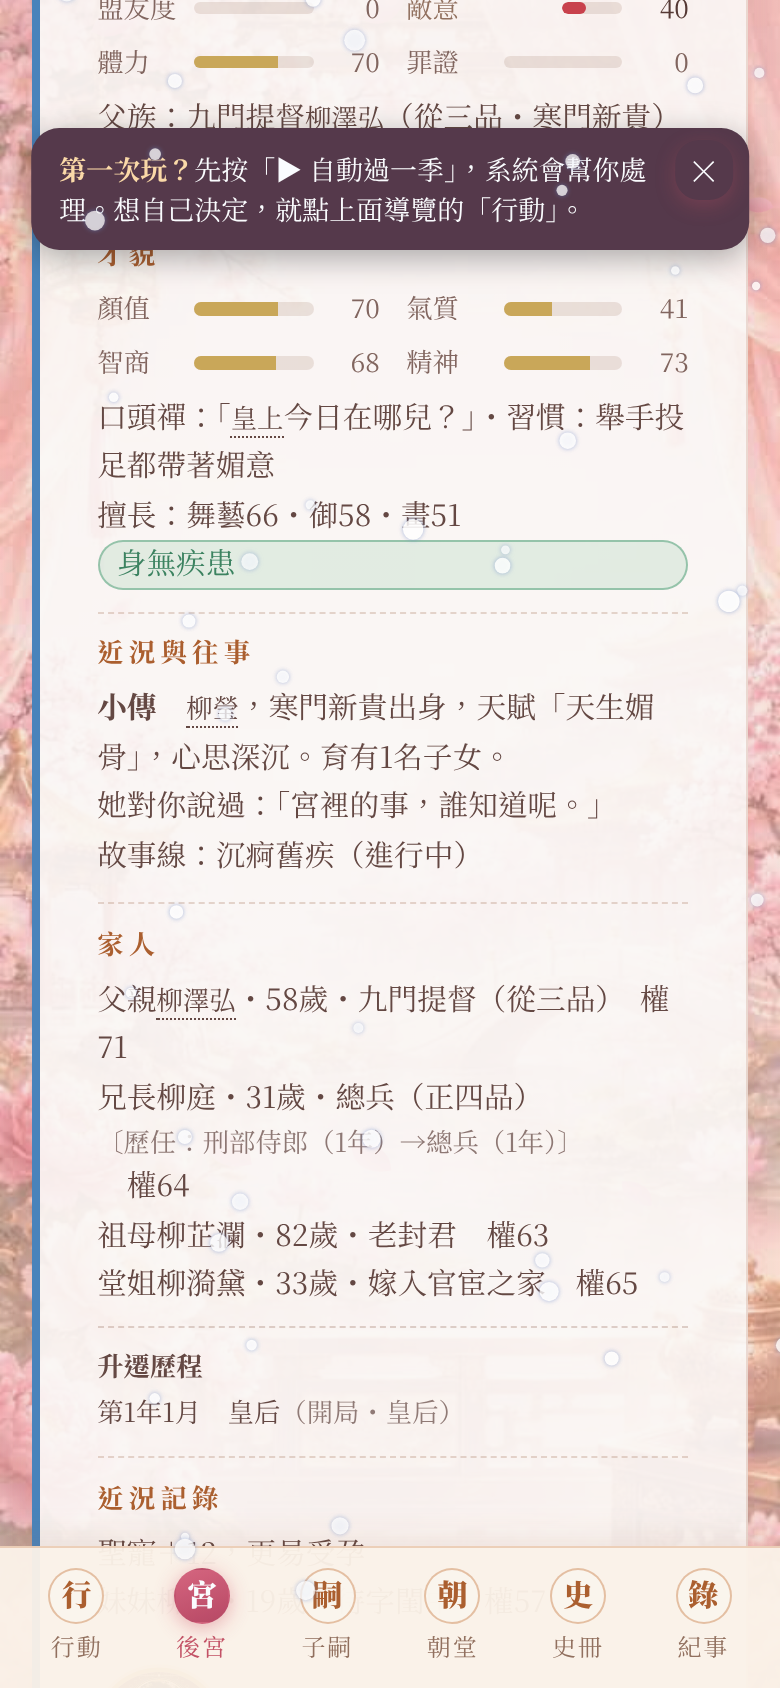 盟友度 0 敵意 40
體力 70 罪證 0
父族：九門提督柳澤弘（從三品・寒門新貴）
第一次玩？先按「▶ 自動過一季」，系統會幫你處
理。想自己決定，就點上面導覽的「行動」。
才貌
顏值 70 氣質 41
智商 68 精神 73
口頭禪：「皇上今日在哪兒？」・習慣：舉手投
足都帶著媚意
擅長：舞藝66・御58・畫51
身無疾患
近況與往事
小傳 柳瑩，寒門新貴出身，天賦「天生媚
骨」，心思深沉。育有1名子女。
她對你說過：「宮裡的事，誰知道呢。」
故事線：沉痾舊疾（進行中）
家人
父親柳澤弘・58歲・九門提督（從三品） 權
71
兄長柳庭・31歲・總兵（正四品）
〔歷任：刑部侍郎（1年）→總兵（1年）〕
權64
祖母柳芷瀾・82歲・老封君 權63
堂姐柳漪黛・33歲・嫁入官宦之家 權65
升遷歷程
第1年1月 皇后（開局・皇后）
近況記錄
行 宮 嗣 朝 史 錄
行動 後宮 子嗣 朝堂 史冊 紀事